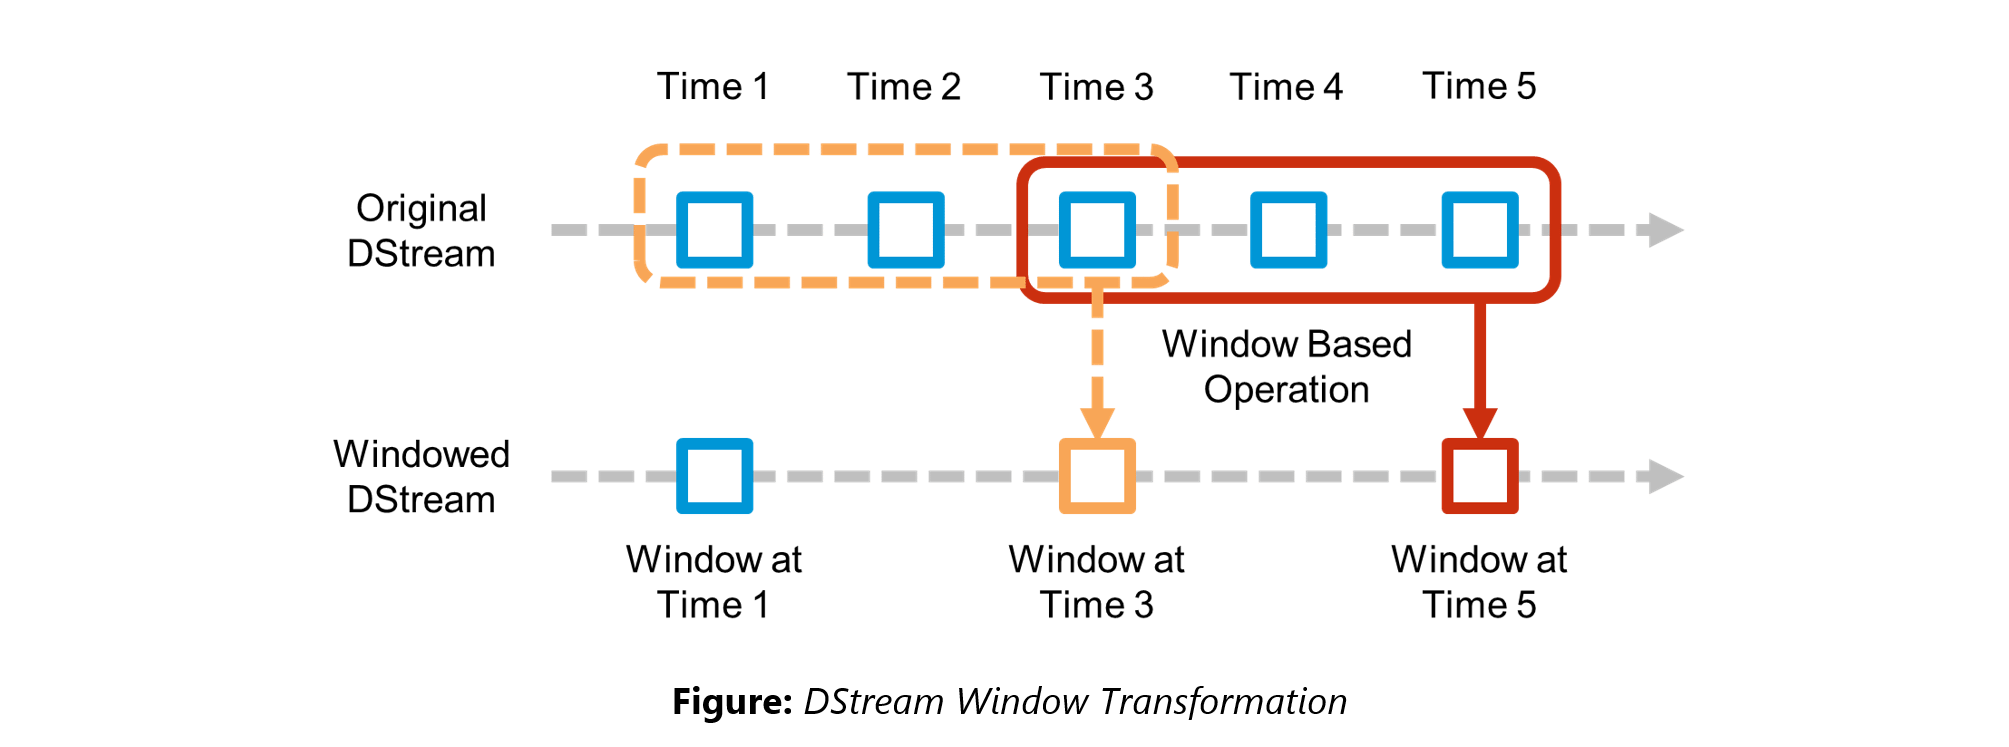 Time 1
Time 2
Time 3
Time 4
Time 5
Original
DStream
Window Based
Operation
Windowed
DStream
Window at
Time 1
Window at
Time 3
Window at
Time 5
Figure: DStream Window Transformation